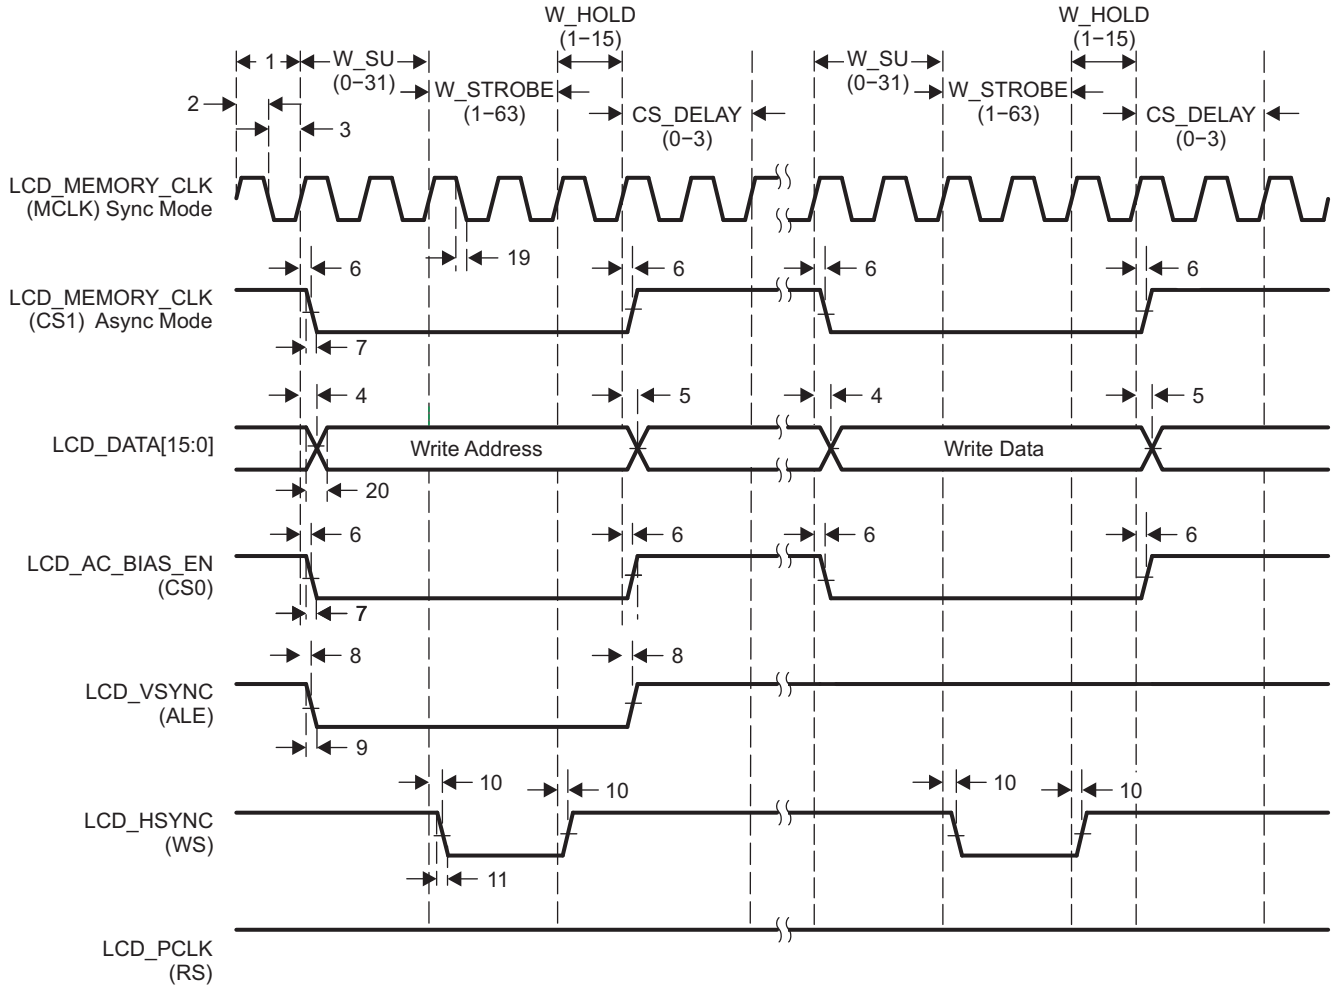 W_HOLD
(1−15)
W_HOLD
(1−15)
1
W_SU
(0−31)
W_SU
(0−31)
2
W_STROBE
(1−63)
W_STROBE
(1−63)
3
CS_DELAY
(0−3)
CS_DELAY
(0−3)
LCD_MEMORY_CLK
(MCLK) Sync Mode
19
6
6
6
6
LCD_MEMORY_CLK
(CS1) Async Mode
7
4
5
4
5
LCD_DATA[15:0]
Write Address
Write Data
20
6
6
6
6
LCD_AC_BIAS_EN
(CS0)
7
8
8
LCD_VSYNC
(ALE)
9
10
10
10
10
LCD_HSYNC
(WS)
11
LCD_PCLK
(RS)